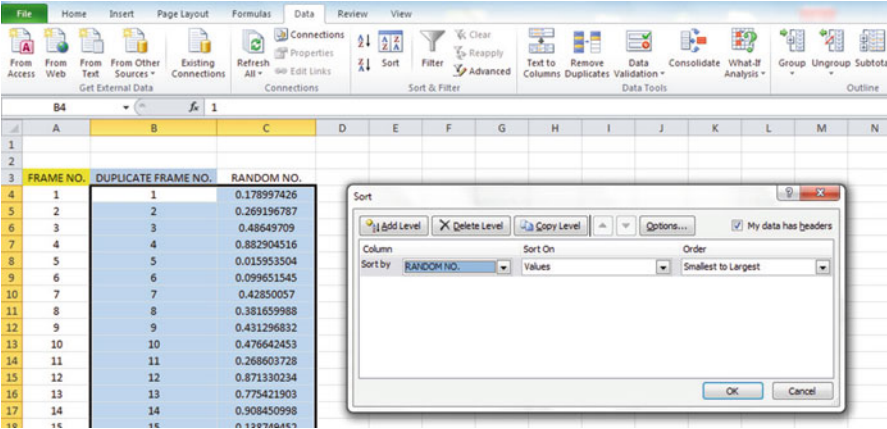 File Home Insert Page Layout Formulas Data Review View
From Access
From Web
From Text
From Other Sources
Existing Connections
Get External Data
Refresh All
Connections
Properties
Edit Links
Connections
Sort
Filter
Clear
Reapply
Advanced
Sort & Filter
Text to Columns
Remove Duplicates
Data Validation
Consolidate
What-If Analysis
Data Tools
Group
Ungroup
Subtota
Outline
B4 fx 1
A B C D E F G H I J K L M N
1
2
3 FRAME NO. DUPLICATE FRAME NO. RANDOM NO.
4 1 1 0.178997426
5 2 2 0.269196787
6 3 3 0.48649709
7 4 4 0.882904516
8 5 5 0.015953504
9 6 6 0.099651545
10 7 7 0.42850057
11 8 8 0.381659988
12 9 9 0.431296832
13 10 10 0.476642453
14 11 11 0.268603728
15 12 12 0.871330234
16 13 13 0.775421903
17 14 14 0.908450998
18 15 15 0.138749452
Sort
Add Level Delete Level Copy Level Options... My data has headers
Column Sort On Order
Sort by RANDOM NO. Values Smallest to Largest
OK Cancel